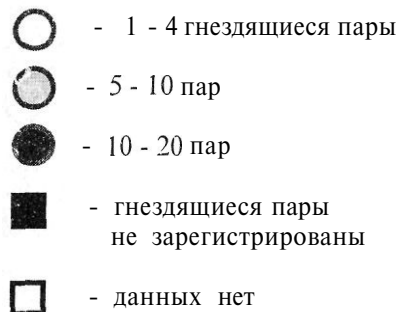 - 1 - 4 гнездящиеся пары
- 5 - 10 пар
- 10 - 20 пар
- гнездящиеся пары
не зарегистрированы
- данных нет